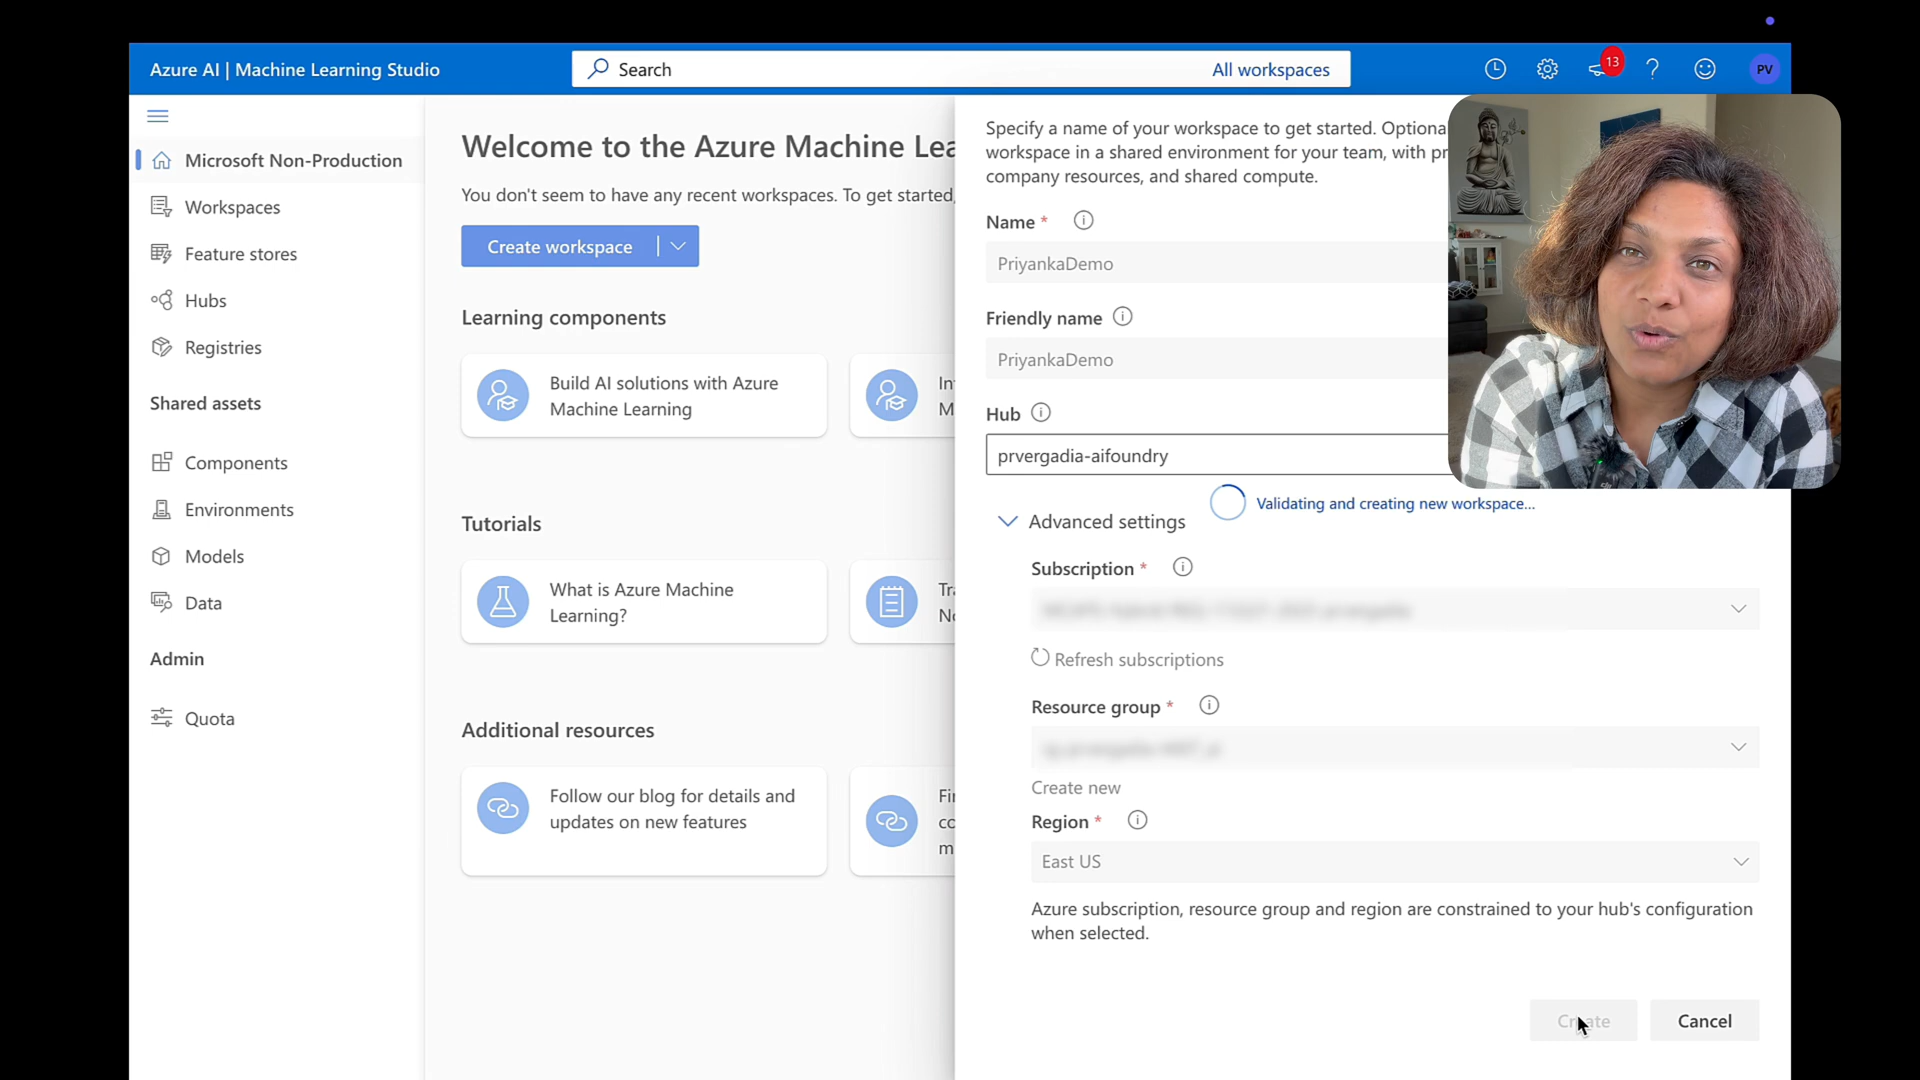 Azure AI | Machine Learning Studio
Search
All workspaces
13
PV
Microsoft Non-Production
Workspaces
Feature stores
Hubs
Registries
Shared assets
Components
Environments
Models
Data
Admin
Quota
Welcome to the Azure Machine Lea
You don't seem to have any recent workspaces. To get started,
Create workspace
Learning components
Build AI solutions with Azure
Machine Learning
In
M
Tutorials
What is Azure Machine
Learning?
Tr
No
Additional resources
Follow our blog for details and
updates on new features
Fi
co
m
Specify a name of your workspace to get started. Optiona
workspace in a shared environment for your team, with pr
company resources, and shared compute.
Name *
PriyankaDemo
Friendly name
PriyankaDemo
Hub
prvergadia-aifoundry
Validating and creating new workspace...
Advanced settings
Subscription *
Refresh subscriptions
Resource group *
Create new
Region *
East US
Azure subscription, resource group and region are constrained to your hub's configuration
when selected.
Create
Cancel